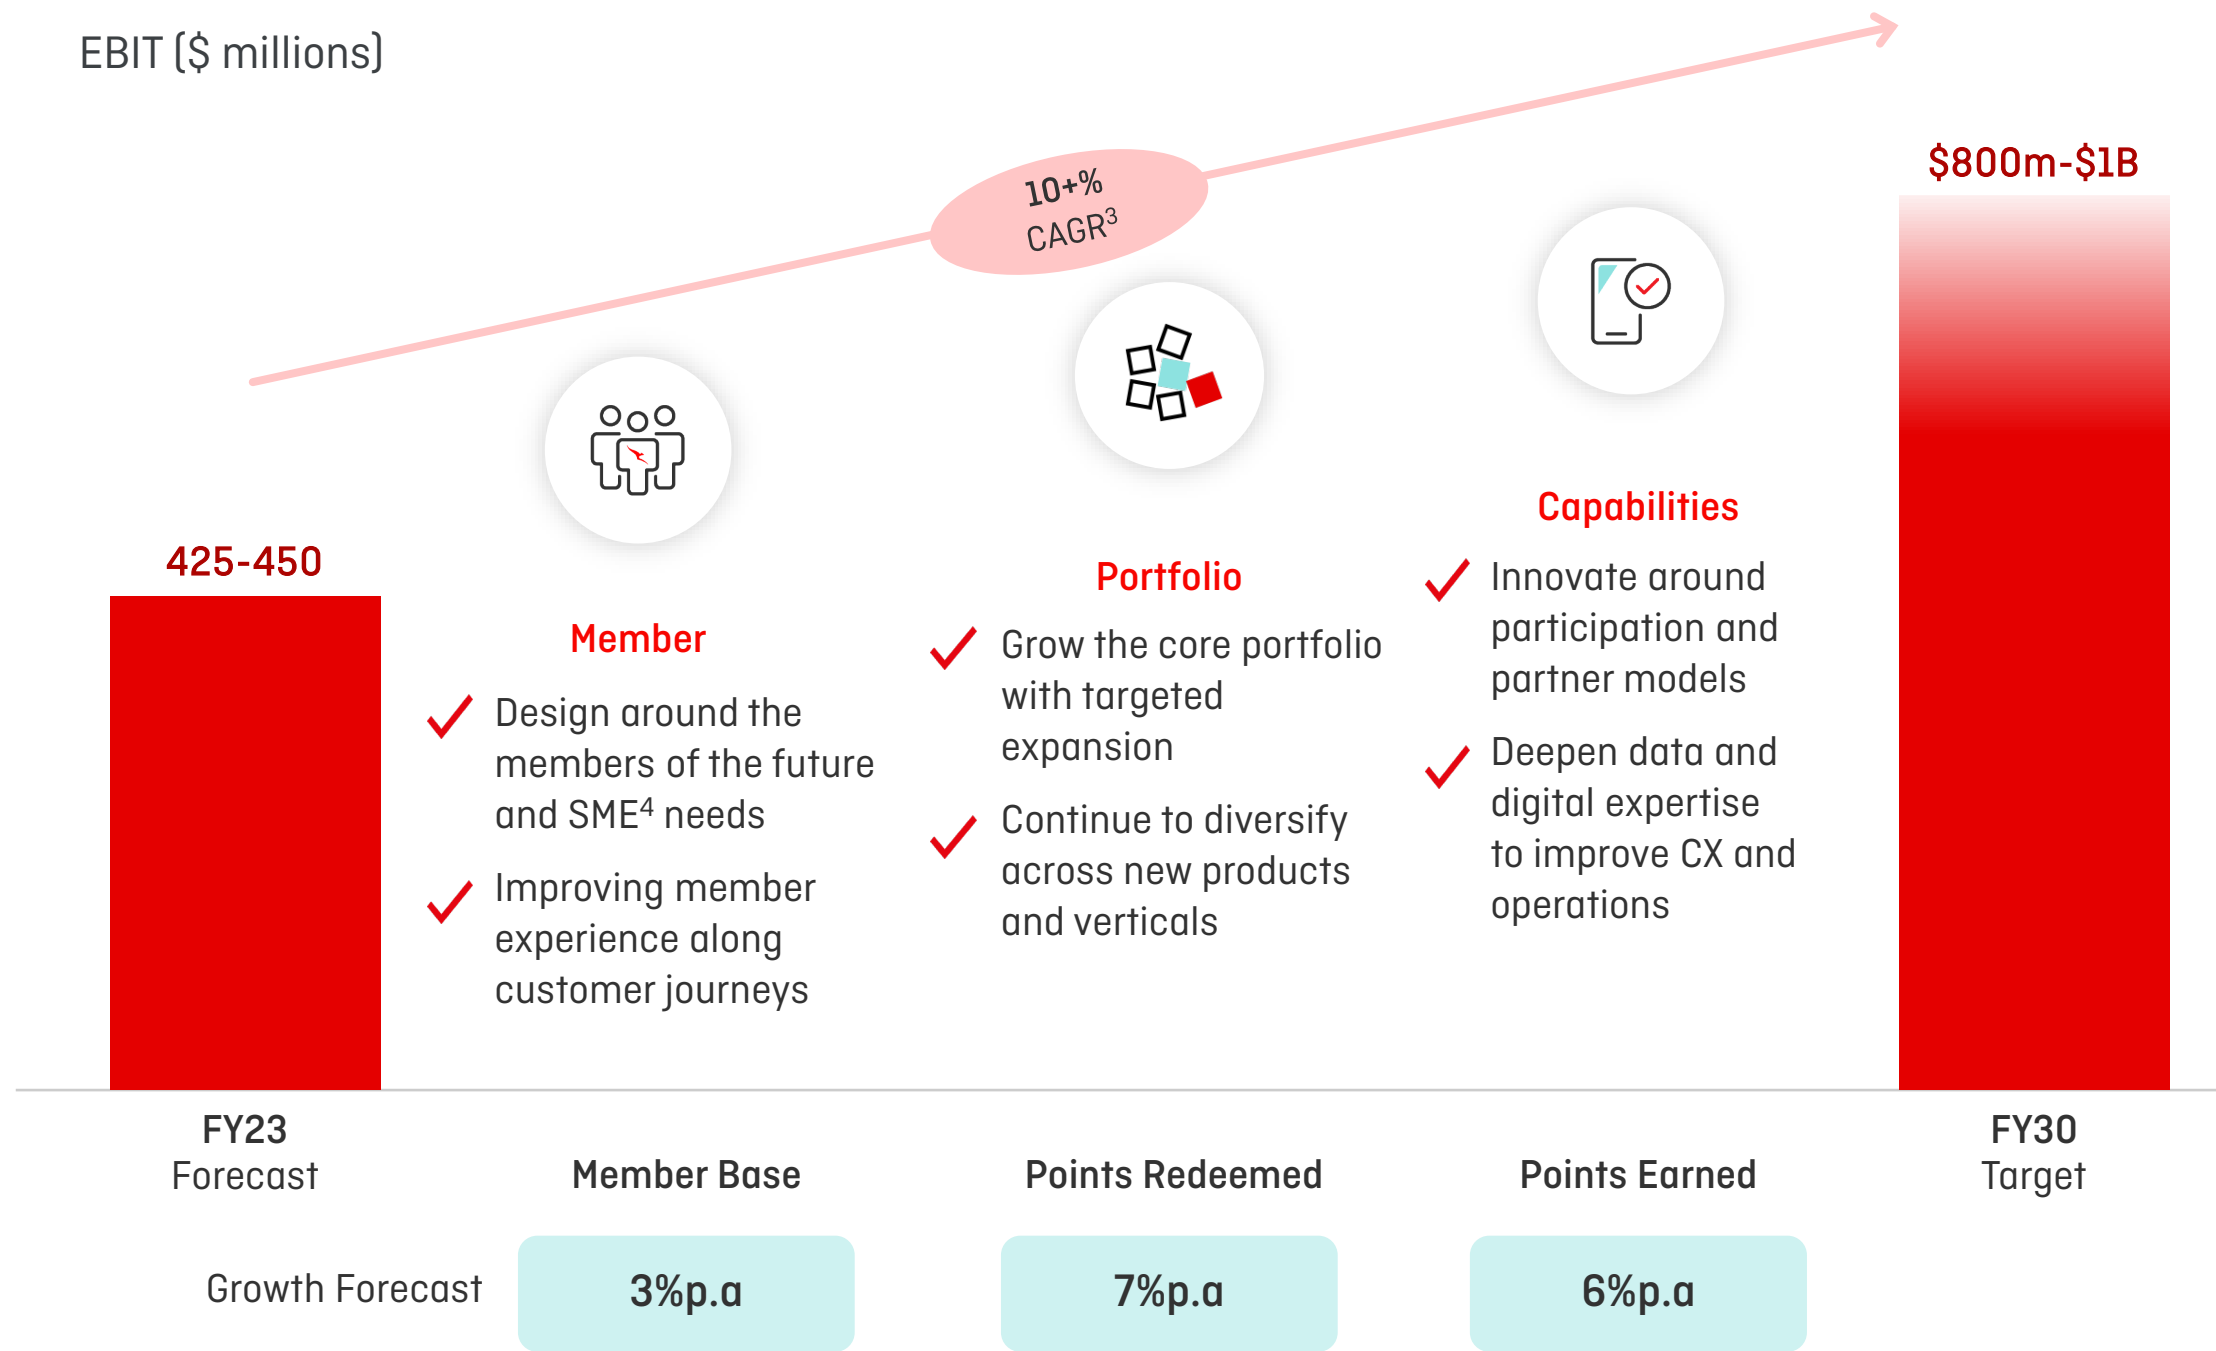 EBIT ($ millions)
10+%
CAGR³
$800m-$1B
425-450
Member
Design around the
members of the future
and SME⁴ needs
Improving member
experience along
customer journeys
Portfolio
Grow the core portfolio
with targeted
expansion
Continue to diversify
across new products
and verticals
Capabilities
Innovate around
participation and
partner models
Deepen data and
digital expertise
to improve CX and
operations
FY23
Forecast
Member Base
Points Redeemed
Points Earned
FY30
Target
Growth Forecast
3%p.a
7%p.a
6%p.a